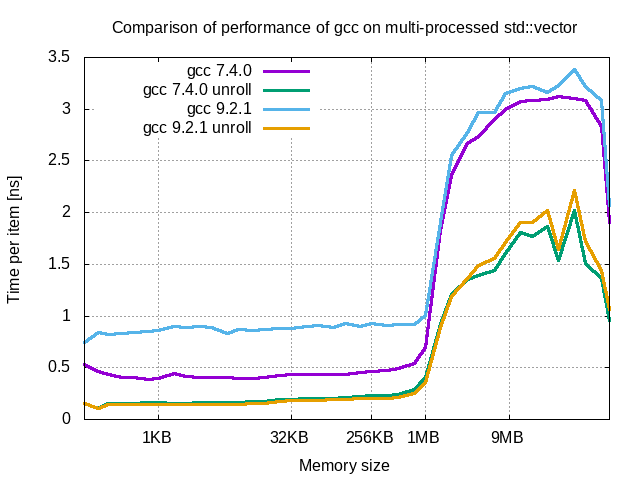 Comparison of performance of gcc on multi-processed std::vector
gcc 7.4.0
gcc 7.4.0 unroll
gcc 9.2.1
gcc 9.2.1 unroll
3.5
3
2.5
2
1.5
1
0.5
0
Time per item [ns]
1KB 32KB 256KB 1MB 9MB
Memory size